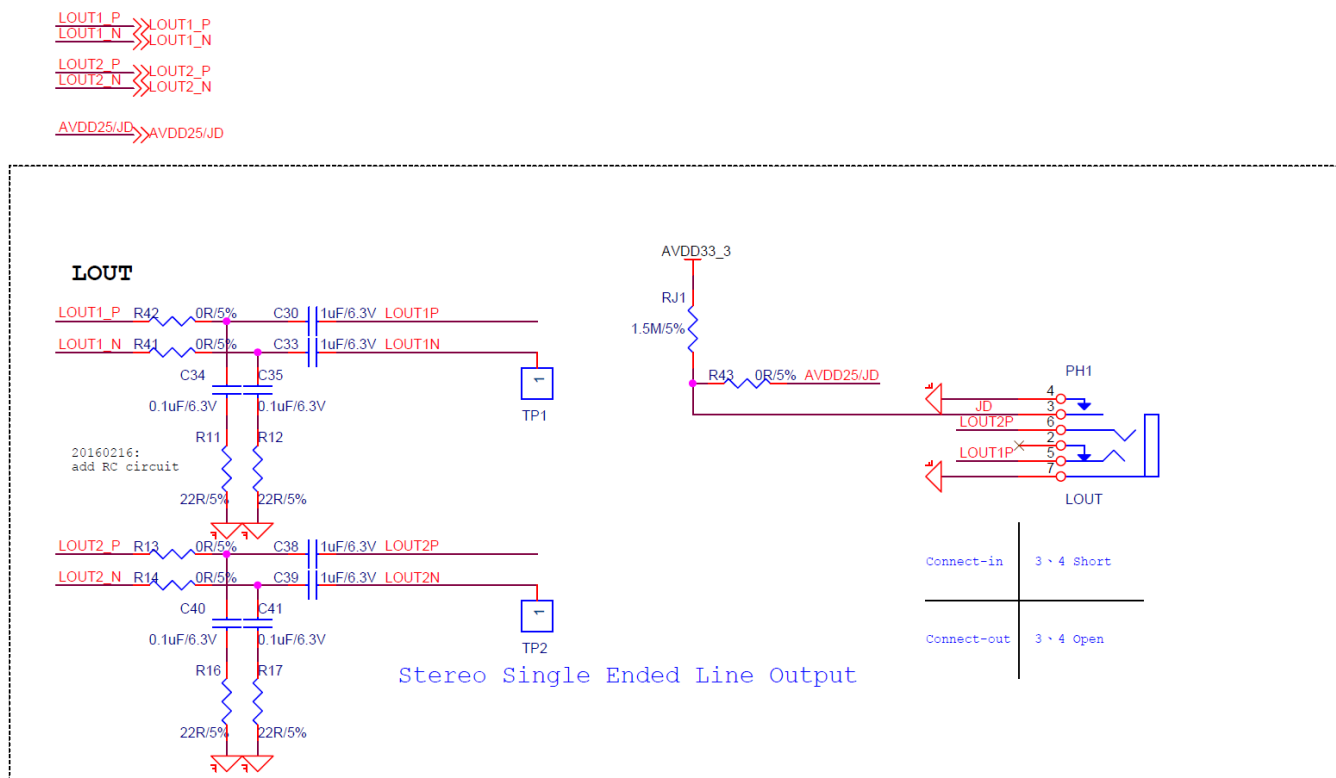 LOUT1_P LOUT1_P
LOUT1_N LOUT1_N
LOUT2_P LOUT2_P
LOUT2_N LOUT2_N
AVDD25/JD AVDD25/JD
LOUT
LOUT1_P R42 0R/5% C30 1uF/6.3V LOUT1P
LOUT1_N R41 0R/5% C33 1uF/6.3V LOUT1N
C34 C35
0.1uF/6.3V 0.1uF/6.3V
1
TP1
R11 R12
20160216:
add RC circuit
22R/5% 22R/5%
LOUT2_P R13 0R/5% C38 1uF/6.3V LOUT2P
LOUT2_N R14 0R/5% C39 1uF/6.3V LOUT2N
C40 C41
0.1uF/6.3V 0.1uF/6.3V
1
TP2
R16 R17
22R/5% 22R/5%
Stereo Single Ended Line Output
AVDD33_3
RJ1
1.5M/5%
R43 0R/5% AVDD25/JD
PH1
4
JD 3
LOUT2P 6
2
LOUT1P 5
7
LOUT
Connect-in 3、4 Short
Connect-out 3、4 Open